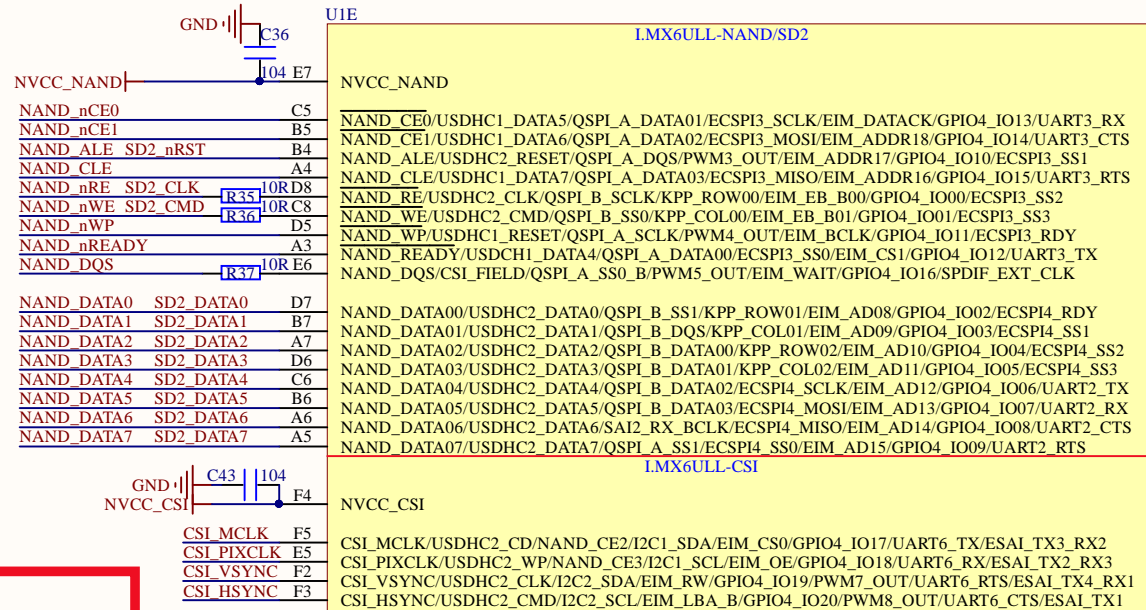 U1E
GND
C36
I.MX6ULL-NAND/SD2
NVCC_NAND 104 E7 NVCC_NAND
NAND_nCE0 C5 NAND_CE0/USDHC1_DATA5/QSPI_A_DATA01/ECSPI3_SCLK/EIM_DATACK/GPIO4_IO13/UART3_RX
NAND_nCE1 B5 NAND_CE1/USDHC1_DATA6/QSPI_A_DATA02/ECSPI3_MOSI/EIM_ADDR18/GPIO4_IO14/UART3_CTS
NAND_ALE SD2_nRST B4 NAND_ALE/USDHC2_RESET/QSPI_A_DQS/PWM3_OUT/EIM_ADDR17/GPIO4_IO10/ECSPI3_SS1
NAND_CLE A4 NAND_CLE/USDHC1_DATA7/QSPI_A_DATA03/ECSPI3_MISO/EIM_ADDR16/GPIO4_IO15/UART3_RTS
NAND_nRE SD2_CLK R35 10R D8 NAND_RE/USDHC2_CLK/QSPI_B_SCLK/KPP_ROW00/EIM_EB_B00/GPIO4_IO00/ECSPI3_SS2
NAND_nWE SD2_CMD R36 10R C8 NAND_WE/USDHC2_CMD/QSPI_B_SS0/KPP_COL00/EIM_EB_B01/GPIO4_IO01/ECSPI3_SS3
NAND_nWP D5 NAND_WP/USDHC1_RESET/QSPI_A_SCLK/PWM4_OUT/EIM_BCLK/GPIO4_IO11/ECSPI3_RDY
NAND_nREADY A3 NAND_READY/USDCH1_DATA4/QSPI_A_DATA00/ECSPI3_SS0/EIM_CS1/GPIO4_IO12/UART3_TX
NAND_DQS R37 10R E6 NAND_DQS/CSI_FIELD/QSPI_A_SS0_B/PWM5_OUT/EIM_WAIT/GPIO4_IO16/SPDIF_EXT_CLK
NAND_DATA0 SD2_DATA0 D7 NAND_DATA00/USDHC2_DATA0/QSPI_B_SS1/KPP_ROW01/EIM_AD08/GPIO4_IO02/ECSPI4_RDY
NAND_DATA1 SD2_DATA1 B7 NAND_DATA01/USDHC2_DATA1/QSPI_B_DQS/KPP_COL01/EIM_AD09/GPIO4_IO03/ECSPI4_SS1
NAND_DATA2 SD2_DATA2 A7 NAND_DATA02/USDHC2_DATA2/QSPI_B_DATA00/KPP_ROW02/EIM_AD10/GPIO4_IO04/ECSPI4_SS2
NAND_DATA3 SD2_DATA3 D6 NAND_DATA03/USDHC2_DATA3/QSPI_B_DATA01/KPP_COL02/EIM_AD11/GPIO4_IO05/ECSPI4_SS3
NAND_DATA4 SD2_DATA4 C6 NAND_DATA04/USDHC2_DATA4/QSPI_B_DATA02/ECSPI4_SCLK/EIM_AD12/GPIO4_IO06/UART2_TX
NAND_DATA5 SD2_DATA5 B6 NAND_DATA05/USDHC2_DATA5/QSPI_B_DATA03/ECSPI4_MOSI/EIM_AD13/GPIO4_IO07/UART2_RX
NAND_DATA6 SD2_DATA6 A6 NAND_DATA06/USDHC2_DATA6/SAI2_RX_BCLK/ECSPI4_MISO/EIM_AD14/GPIO4_IO08/UART2_CTS
NAND_DATA7 SD2_DATA7 A5 NAND_DATA07/USDHC2_DATA7/QSPI_A_SS1/ECSPI4_SS0/EIM_AD15/GPIO4_IO09/UART2_RTS
I.MX6ULL-CSI
GND C43 104
NVCC_CSI F4 NVCC_CSI
CSI_MCLK F5 CSI_MCLK/USDHC2_CD/NAND_CE2/I2C1_SDA/EIM_CS0/GPIO4_IO17/UART6_TX/ESAI_TX3_RX2
CSI_PIXCLK E5 CSI_PIXCLK/USDHC2_WP/NAND_CE3/I2C1_SCL/EIM_OE/GPIO4_IO18/UART6_RX/ESAI_TX2_RX3
CSI_VSYNC F2 CSI_VSYNC/USDHC2_CLK/I2C2_SDA/EIM_RW/GPIO4_IO19/PWM7_OUT/UART6_RTS/ESAI_TX4_RX1
CSI_HSYNC F3 CSI_HSYNC/USDHC2_CMD/I2C2_SCL/EIM_LBA_B/GPIO4_IO20/PWM8_OUT/UART6_CTS/ESAI_TX1